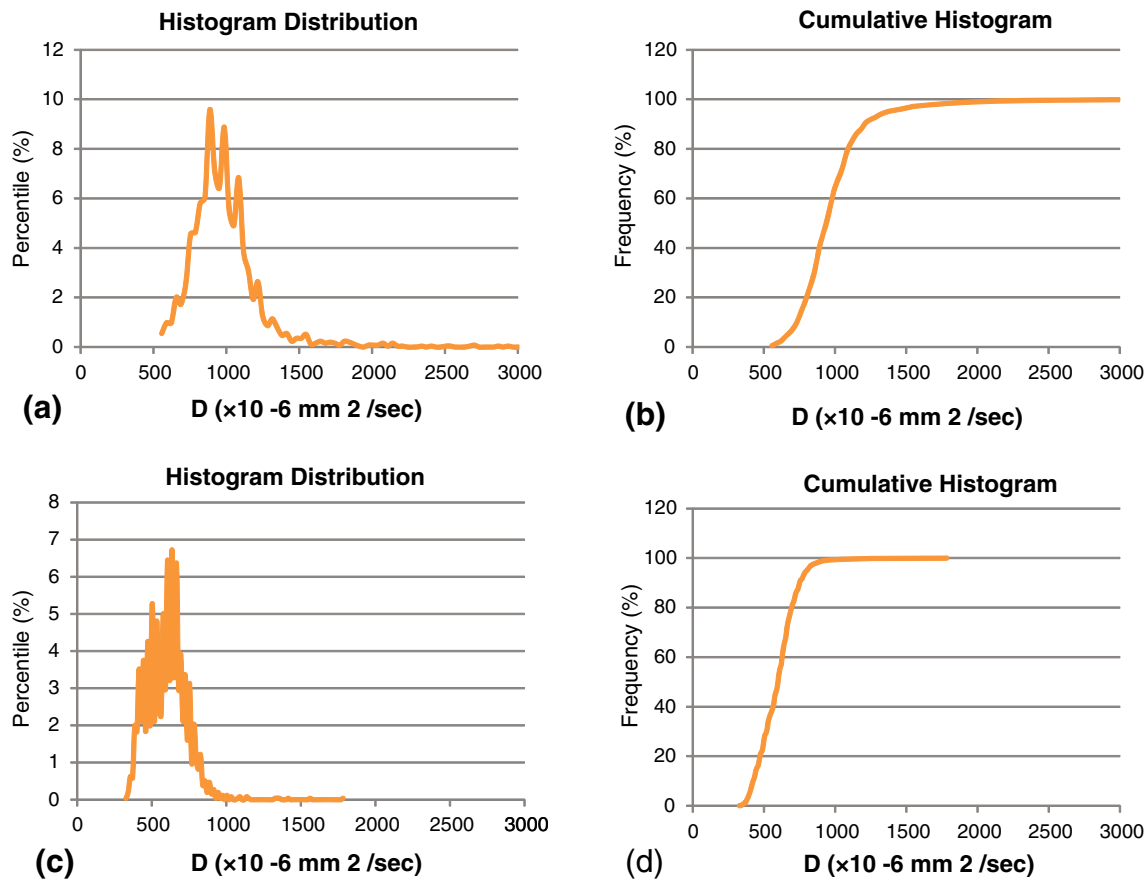 Histogram Distribution
12
10
8
6
4
2
0
Percentile (%)
0 500 1000 1500 2000 2500 3000
D (×10 -6 mm 2 /sec)
(a)
Cumulative Histogram
120
100
80
60
40
20
0
Frequency (%)
0 500 1000 1500 2000 2500 3000
D (×10 -6 mm 2 /sec)
(b)
Histogram Distribution
8
7
6
5
4
3
2
1
0
Percentile (%)
0 500 1000 1500 2000 2500 3000
D (×10 -6 mm 2 /sec)
(c)
Cumulative Histogram
120
100
80
60
40
20
0
Frequency (%)
0 500 1000 1500 2000 2500 3000
D (×10 -6 mm 2 /sec)
(d)